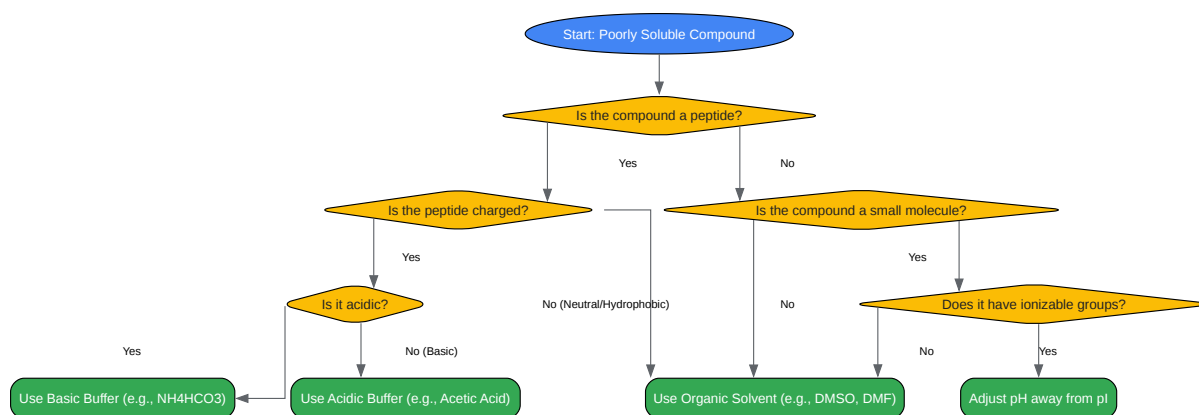 Start: Poorly Soluble Compound
Is the compound a peptide?
Yes
No
Is the peptide charged?
Is the compound a small molecule?
Yes
Yes
Is it acidic?
No (Neutral/Hydrophobic)
No
Does it have ionizable groups?
Yes
No (Basic)
No
Yes
Use Basic Buffer (e.g., NH4HCO3)
Use Acidic Buffer (e.g., Acetic Acid)
Use Organic Solvent (e.g., DMSO, DMF)
Adjust pH away from pI